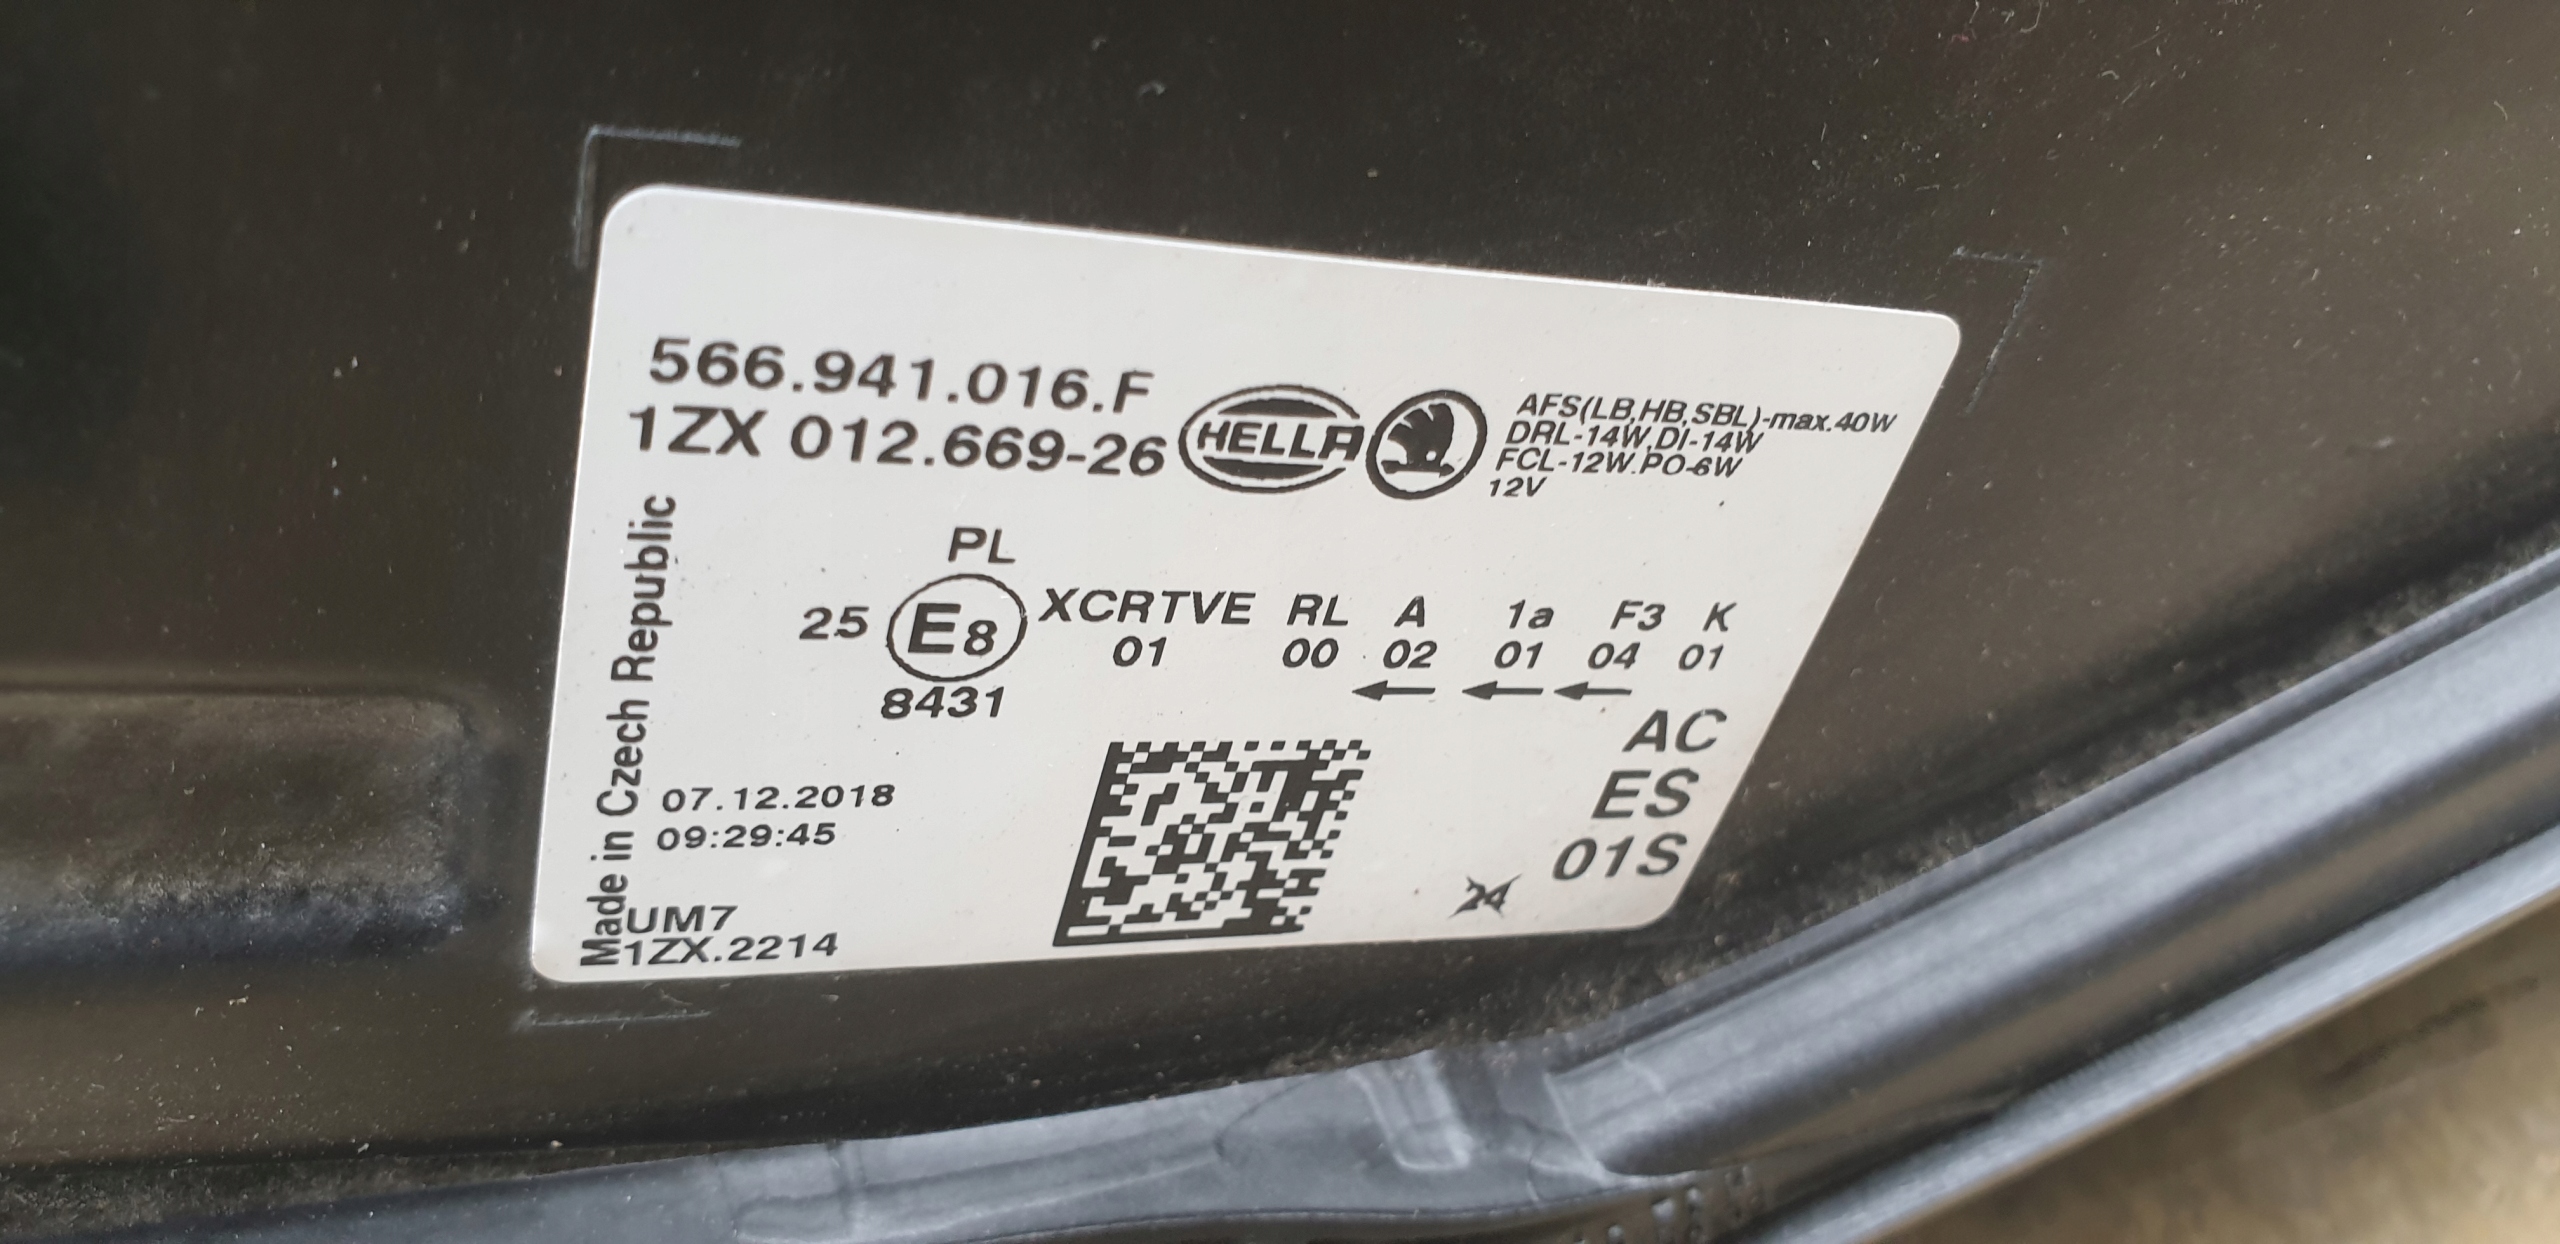 566.941.016.F
1ZX 012.669-26
HELLA
AFS(LB,HB,SBL)-max.40W
DRL-14W,DI-14W
FCL-12W.PO-6W
12V
PL
25 E8 XCRTVE RL A 1a F3 K
01 00 02 01 04 01
8431
AC
ES
01S
24
Made in Czech Republic
07.12.2018
09:29:45
UM7
1ZX.2214